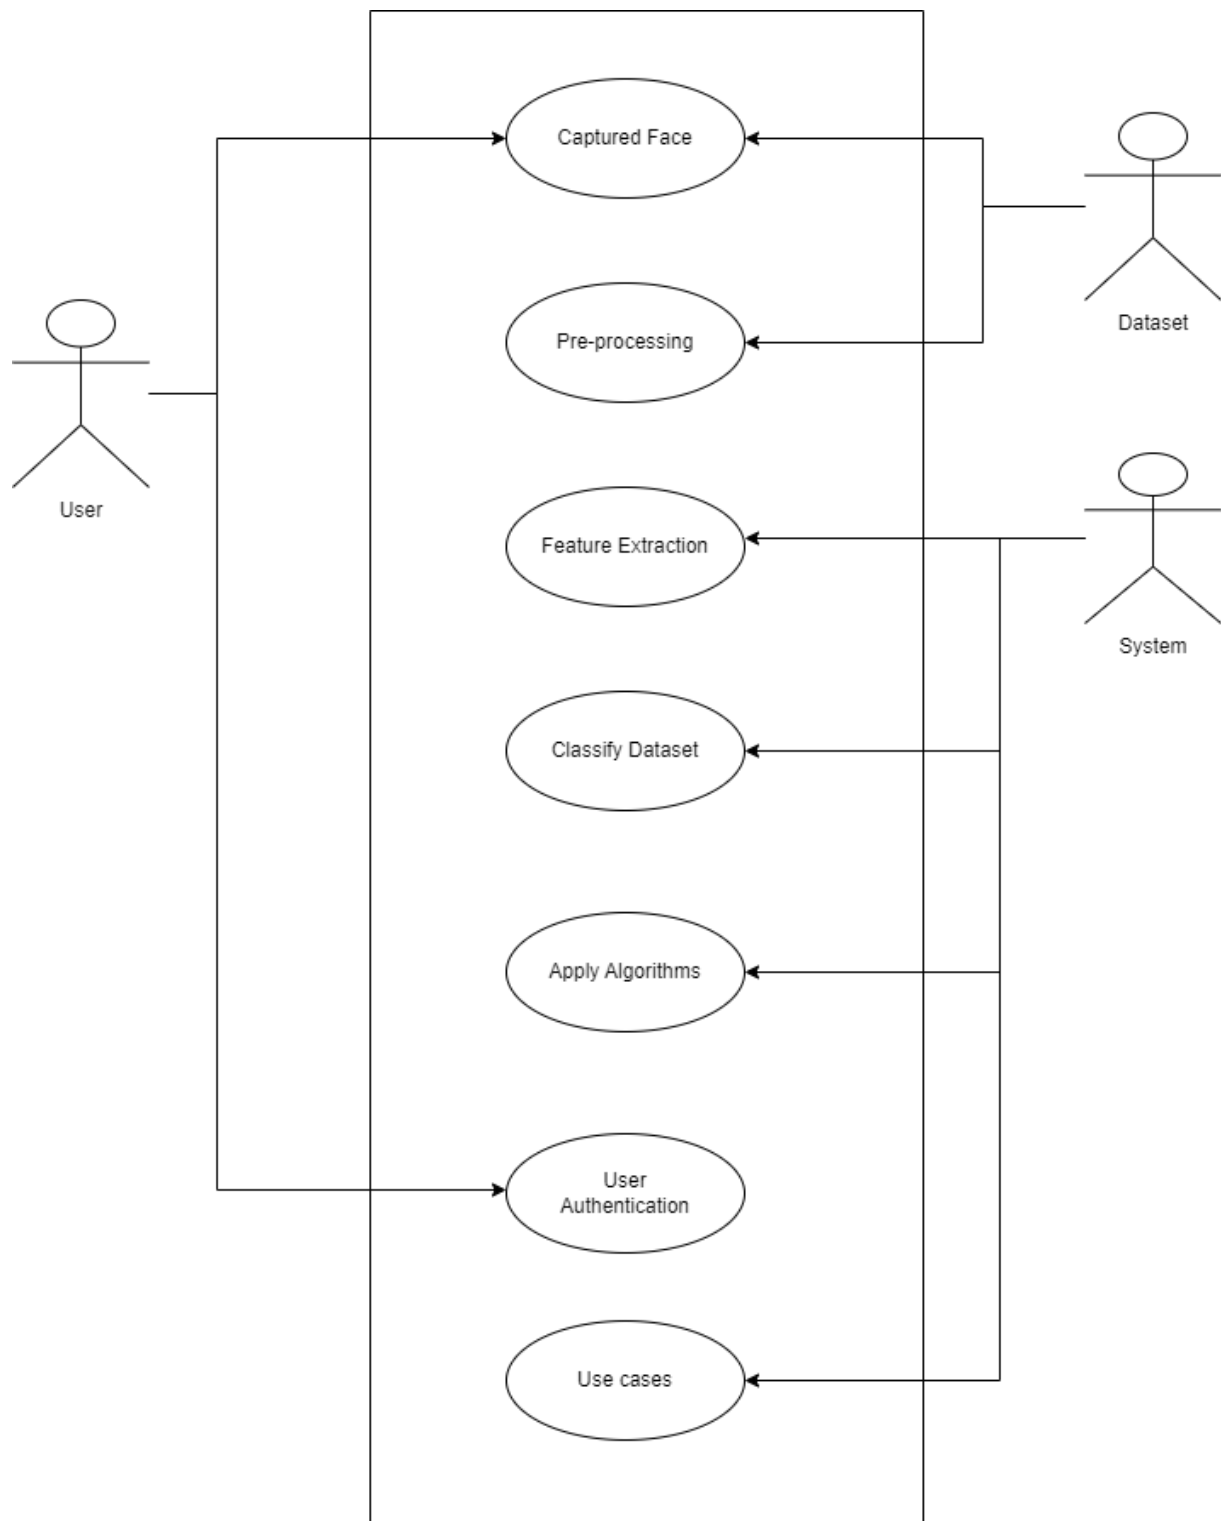 Captured Face
Dataset
Pre-processing
User
Feature Extraction
System
Classify Dataset
Apply Algorithms
User
Authentication
Use cases